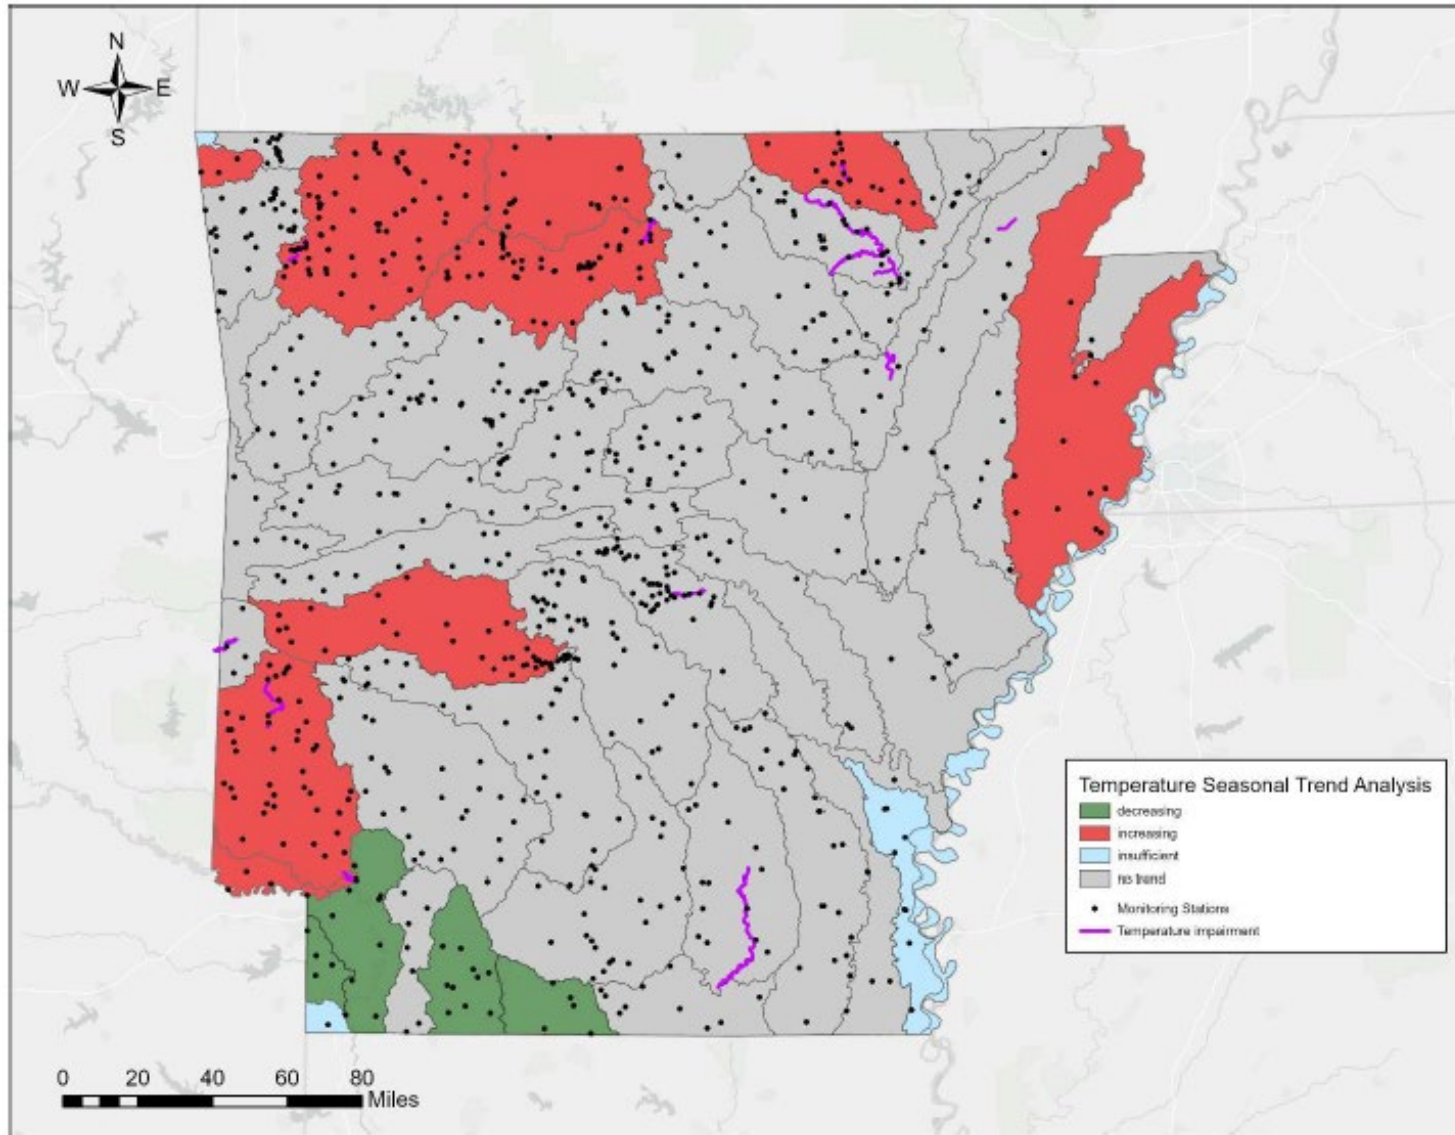 N
W E
S
Temperature Seasonal Trend Analysis
decreasing
increasing
insufficient
no trend
Monitoring Stations
Temperature impairment
0 20 40 60 80
Miles